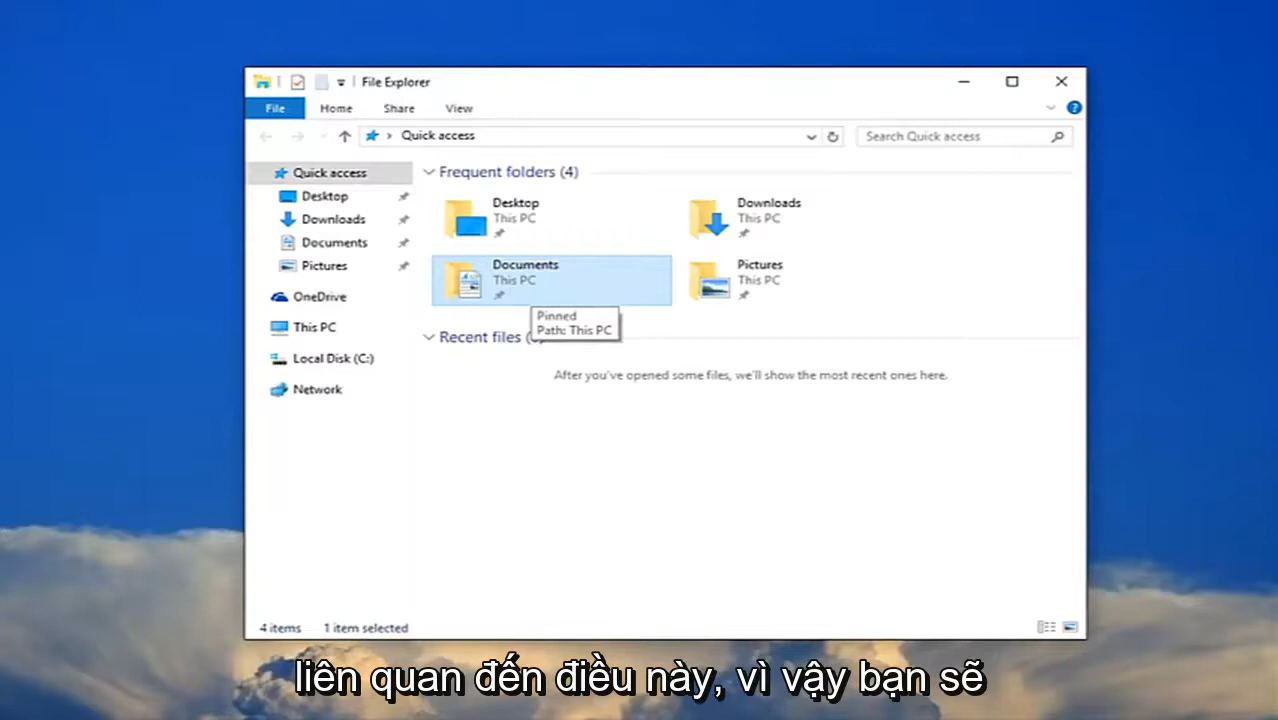 File Explorer
File Home Share View
Quick access
Search Quick access
Quick access
Desktop
Downloads
Documents
Pictures
OneDrive
This PC
Local Disk (C:)
Network
Frequent folders (4)
Desktop
This PC
Downloads
This PC
Documents
This PC
Pictures
This PC
Pinned
Path: This PC
Recent files
After you've opened some files, we'll show the most recent ones here.
4 items 1 item selected
liên quan đến điều này, vì vậy bạn sẽ